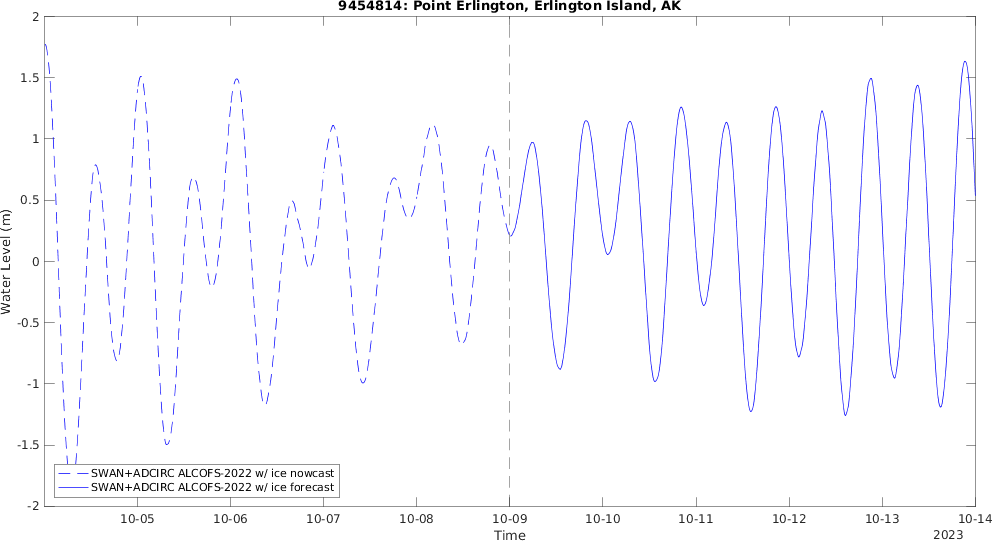 9454814: Point Erlington, Erlington Island, AK
2
1.5
1
0.5
0
-0.5
-1
-1.5
-2
Water Level (m)
SWAN+ADCIRC ALCOFS-2022 w/ ice nowcast
SWAN+ADCIRC ALCOFS-2022 w/ ice forecast
10-05 10-06 10-07 10-08 10-09 10-10 10-11 10-12 10-13 10-14
Time
2023